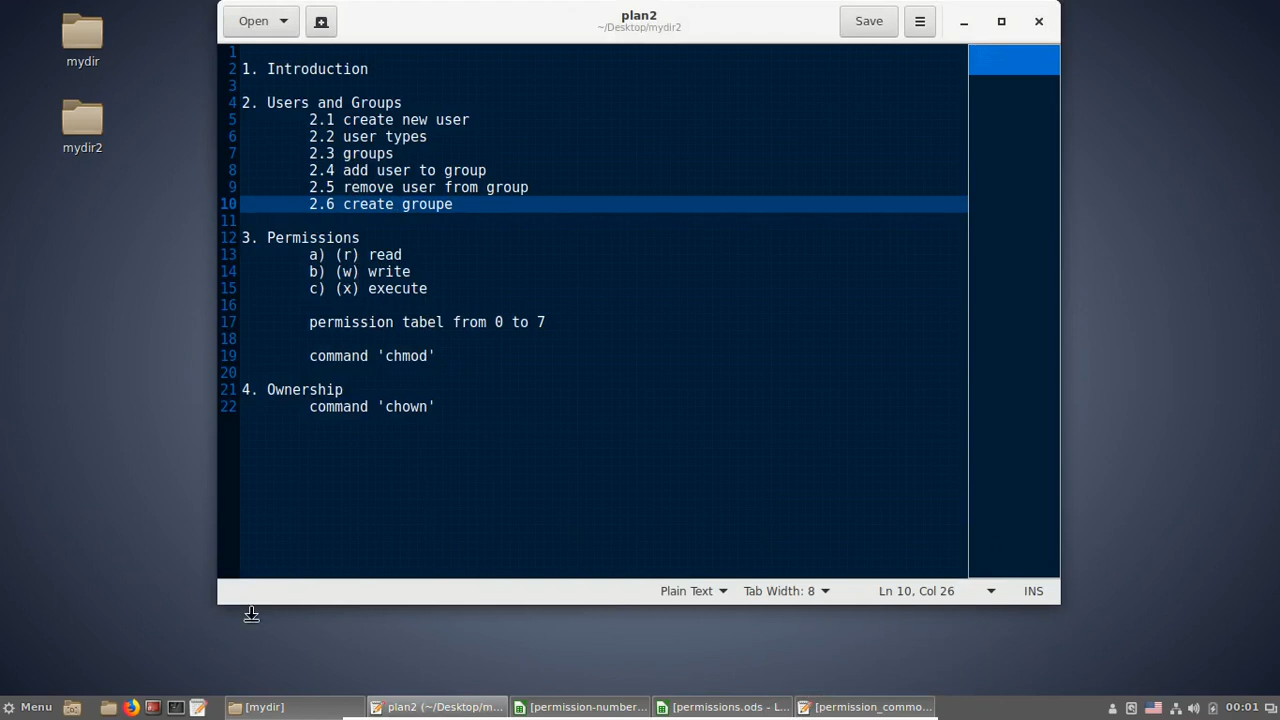 mydir
mydir2
Open
plan2
~/Desktop/mydir2
Save
1
2 1. Introduction
3
4 2. Users and Groups
5 2.1 create new user
6 2.2 user types
7 2.3 groups
8 2.4 add user to group
9 2.5 remove user from group
10 2.6 create groupe
11
12 3. Permissions
13 a) (r) read
14 b) (w) write
15 c) (x) execute
16
17 permission tabel from 0 to 7
18
19 command 'chmod'
20
21 4. Ownership
22 command 'chown'
Plain Text Tab Width: 8 Ln 10, Col 26 INS
Menu [mydir] plan2 (~/Desktop/m... [permission-number... [permissions.ods - L... [permission_commo... 00:01